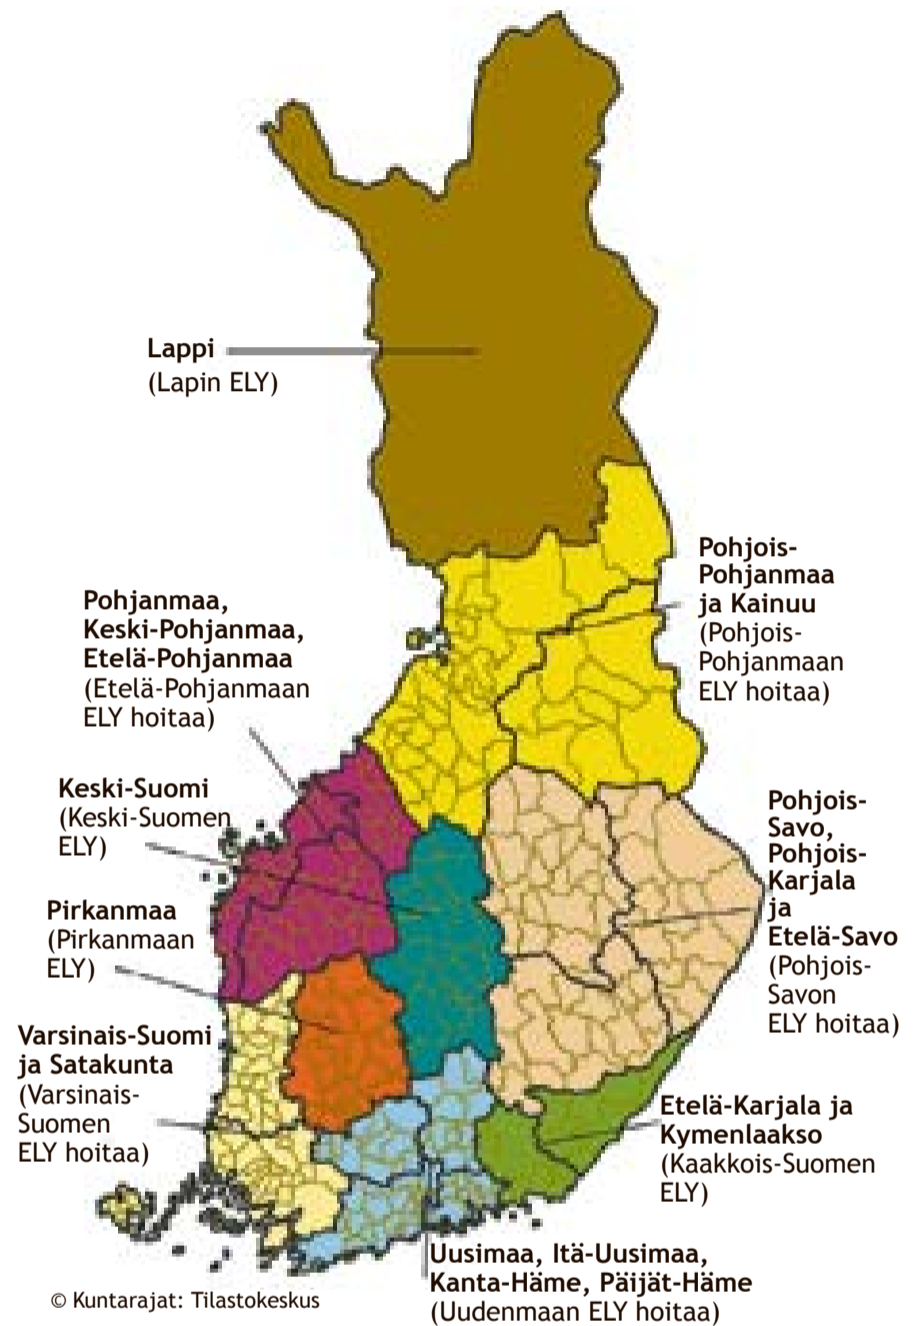 Lappi
(Lapin ELY)
Pohjois-
Pohjanmaa
ja Kainuu
(Pohjois-
Pohjanmaan
ELY hoitaa)
Pohjanmaa,
Keski-Pohjanmaa,
Etelä-Pohjanmaa
(Etelä-Pohjanmaan
ELY hoitaa)
Keski-Suomi
(Keski-Suomen
ELY)
Pohjois-
Savo,
Pohjois-
Karjala
ja
Etelä-Savo
(Pohjois-
Savon
ELY hoitaa)
Pirkanmaa
(Pirkanmaan
ELY)
Varsinais-Suomi
ja Satakunta
(Varsinais-
Suomen
ELY hoitaa)
Etelä-Karjala ja
Kymenlaakso
(Kaakkois-Suomen
ELY)
Uusimaa, Itä-Uusimaa,
Kanta-Häme, Päijät-Häme
(Uudenmaan ELY hoitaa)
© Kuntarajat: Tilastokeskus